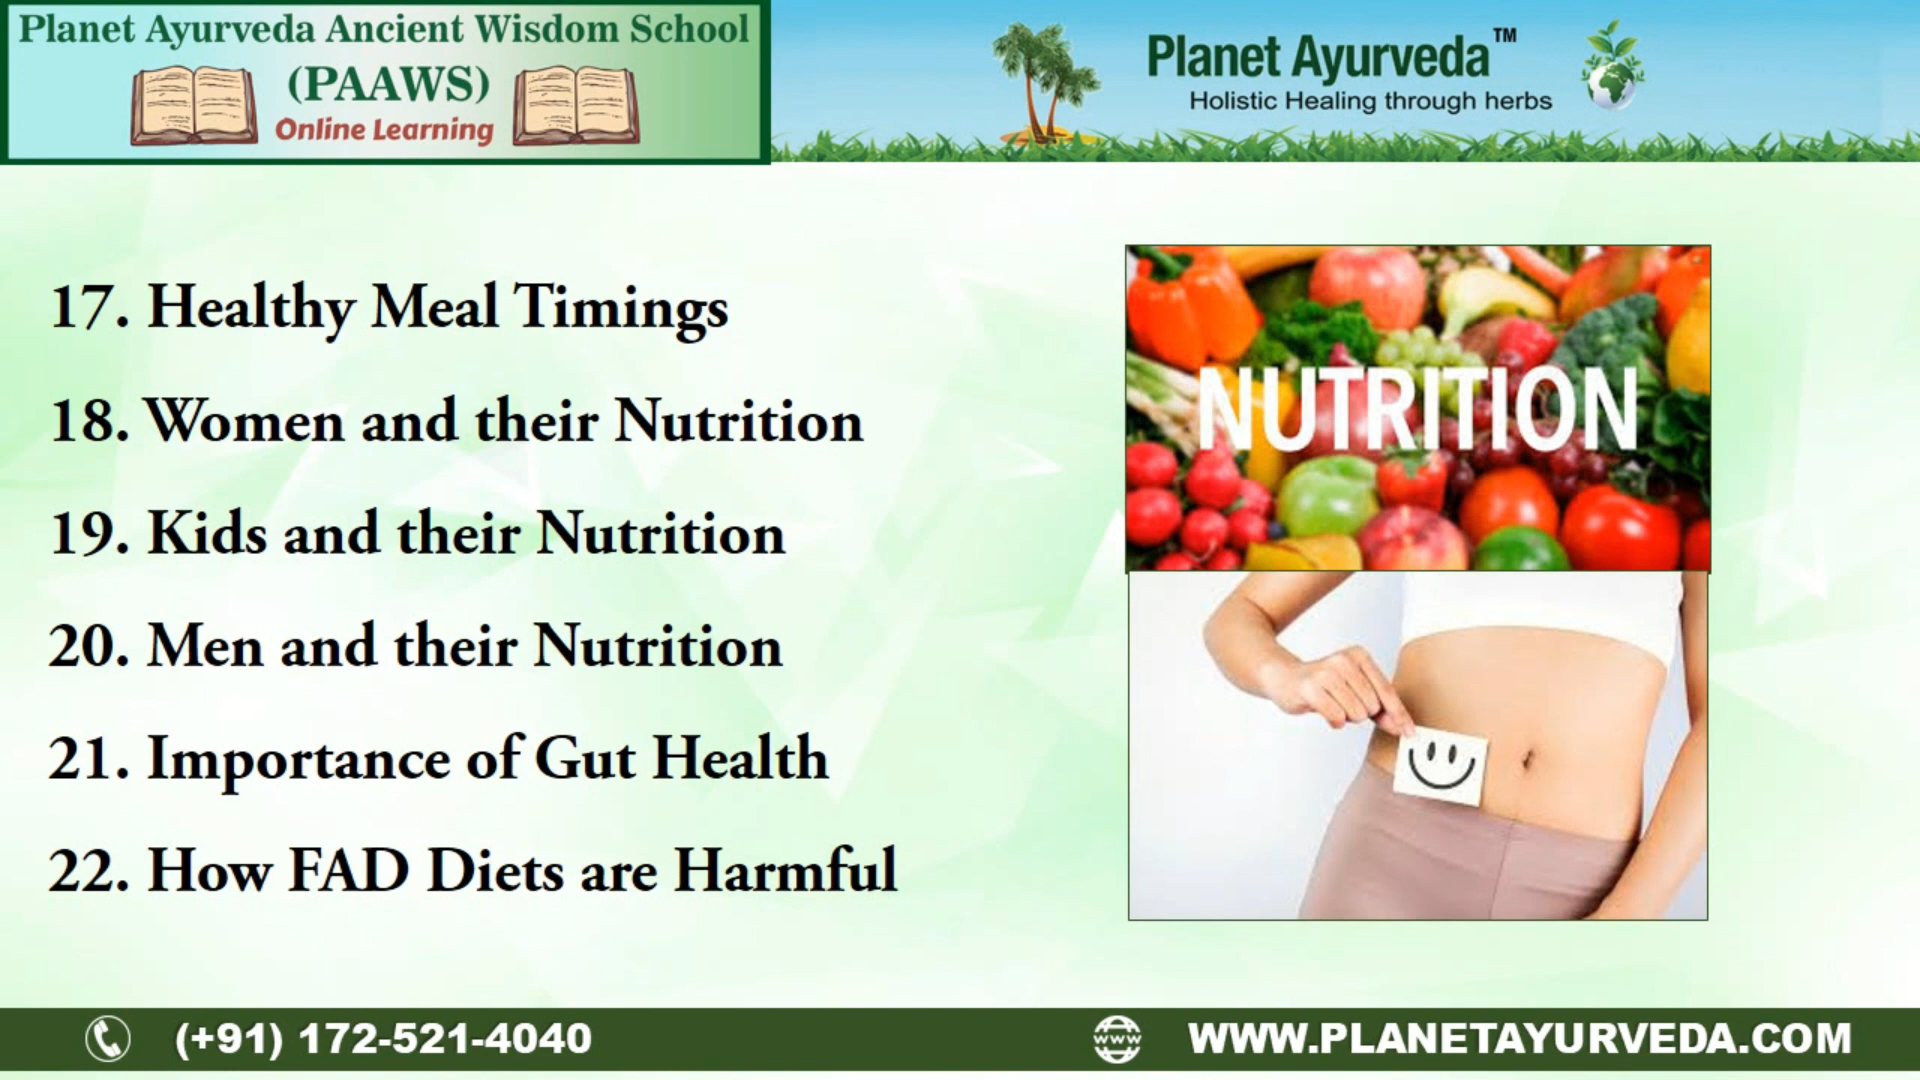 Planet Ayurveda Ancient Wisdom School
(PAAWS)
Online Learning
Planet Ayurveda™
Holistic Healing through herbs
17. Healthy Meal Timings
18. Women and their Nutrition
19. Kids and their Nutrition
20. Men and their Nutrition
21. Importance of Gut Health
22. How FAD Diets are Harmful
NUTRITION
(+91) 172-521-4040
www
WWW.PLANETAYURVEDA.COM